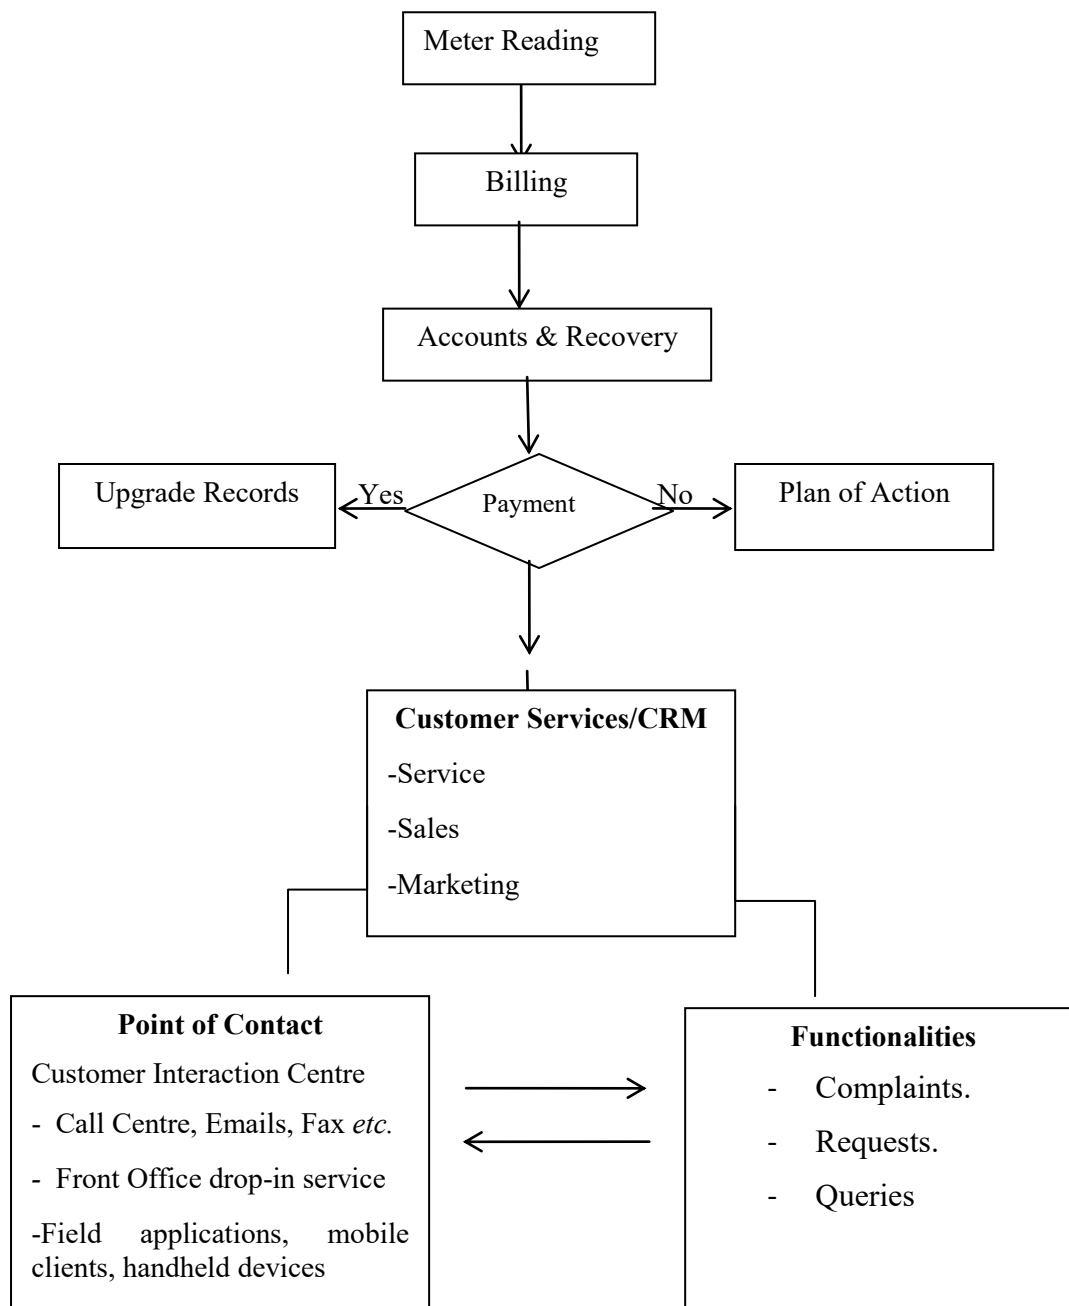 Meter Reading
Billing
Accounts & Recovery
Upgrade Records
Yes
Payment
No
Plan of Action
Customer Services/CRM
-Service
-Sales
-Marketing
Point of Contact
Customer Interaction Centre
- Call Centre, Emails, Fax etc.
- Front Office drop-in service
-Field applications, mobile
clients, handheld devices
Functionalities
- Complaints.
- Requests.
- Queries